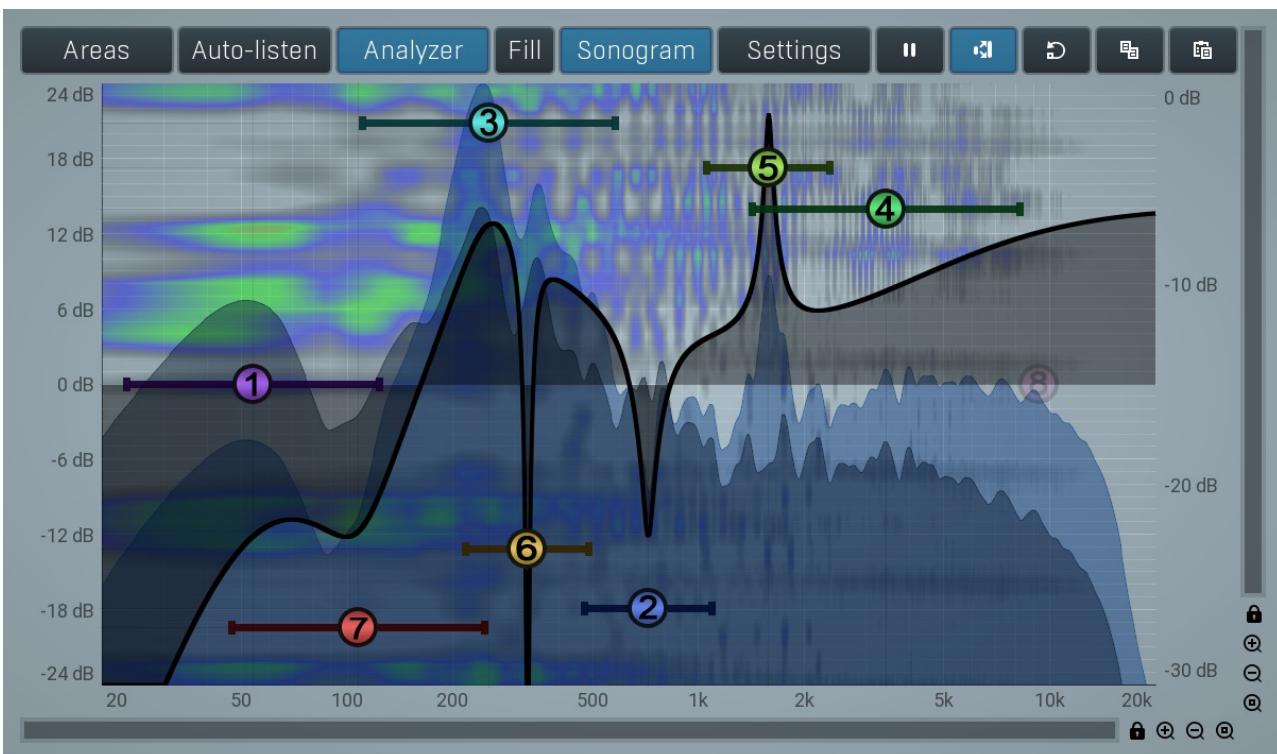 Areas Auto-listen Analyzer Fill Sonogram Settings
24 dB 0 dB
3
18 dB
5
4
12 dB
6 dB -10 dB
0 dB 1 8
-6 dB
-20 dB
-12 dB
6
-18 dB 2
7
-24 dB -30 dB
20 50 100 200 500 1k 2k 5k 10k 20k